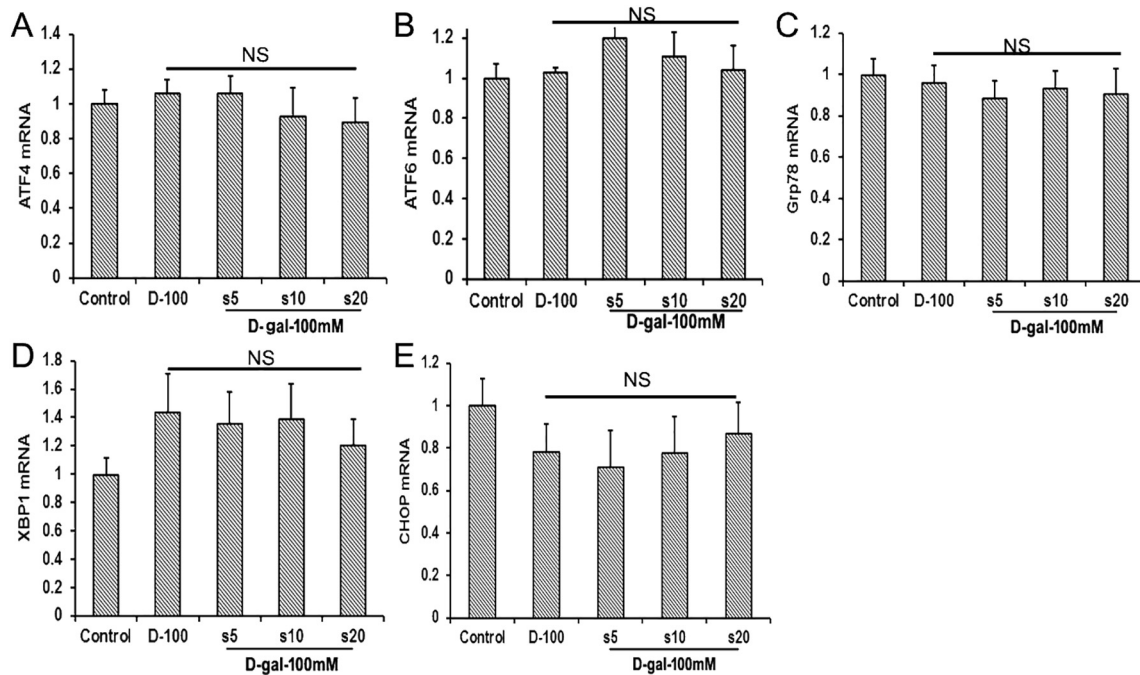 A
NS
ATF4 mRNA
1.4
1.2
1
0.8
0.6
0.4
0.2
0
Control D-100 s5 s10 s20
D-gal-100mM
B
NS
ATF6 mRNA
1.2
1
0.8
0.6
0.4
0.2
0
Control D-100 s5 s10 s20
D-gal-100mM
C
NS
Grp78 mRNA
1.2
1
0.8
0.6
0.4
0.2
0
Control D-100 s5 s10 s20
D-gal-100mM
D
NS
XBP1 mRNA
1.8
1.6
1.4
1.2
1
0.8
0.6
0.4
0.2
0
Control D-100 s5 s10 s20
D-gal-100mM
E
NS
CHOP mRNA
1.2
1
0.8
0.6
0.4
0.2
0
Control D-100 s5 s10 s20
D-gal-100mM